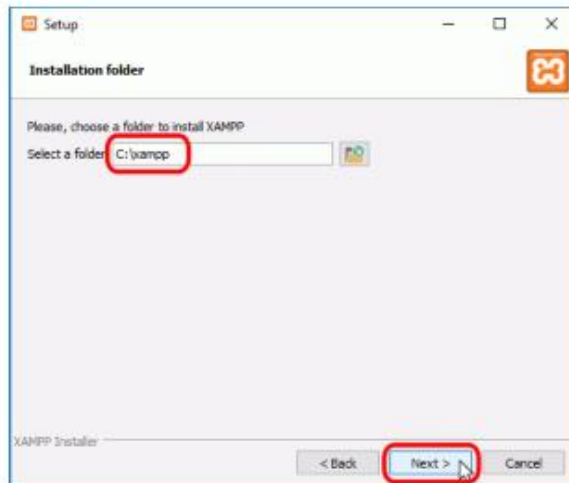 Setup
Installation folder
Please, choose a folder to install XAMPP
Select a folder C:\xampp
XAMPP Installer
< Back Next > Cancel